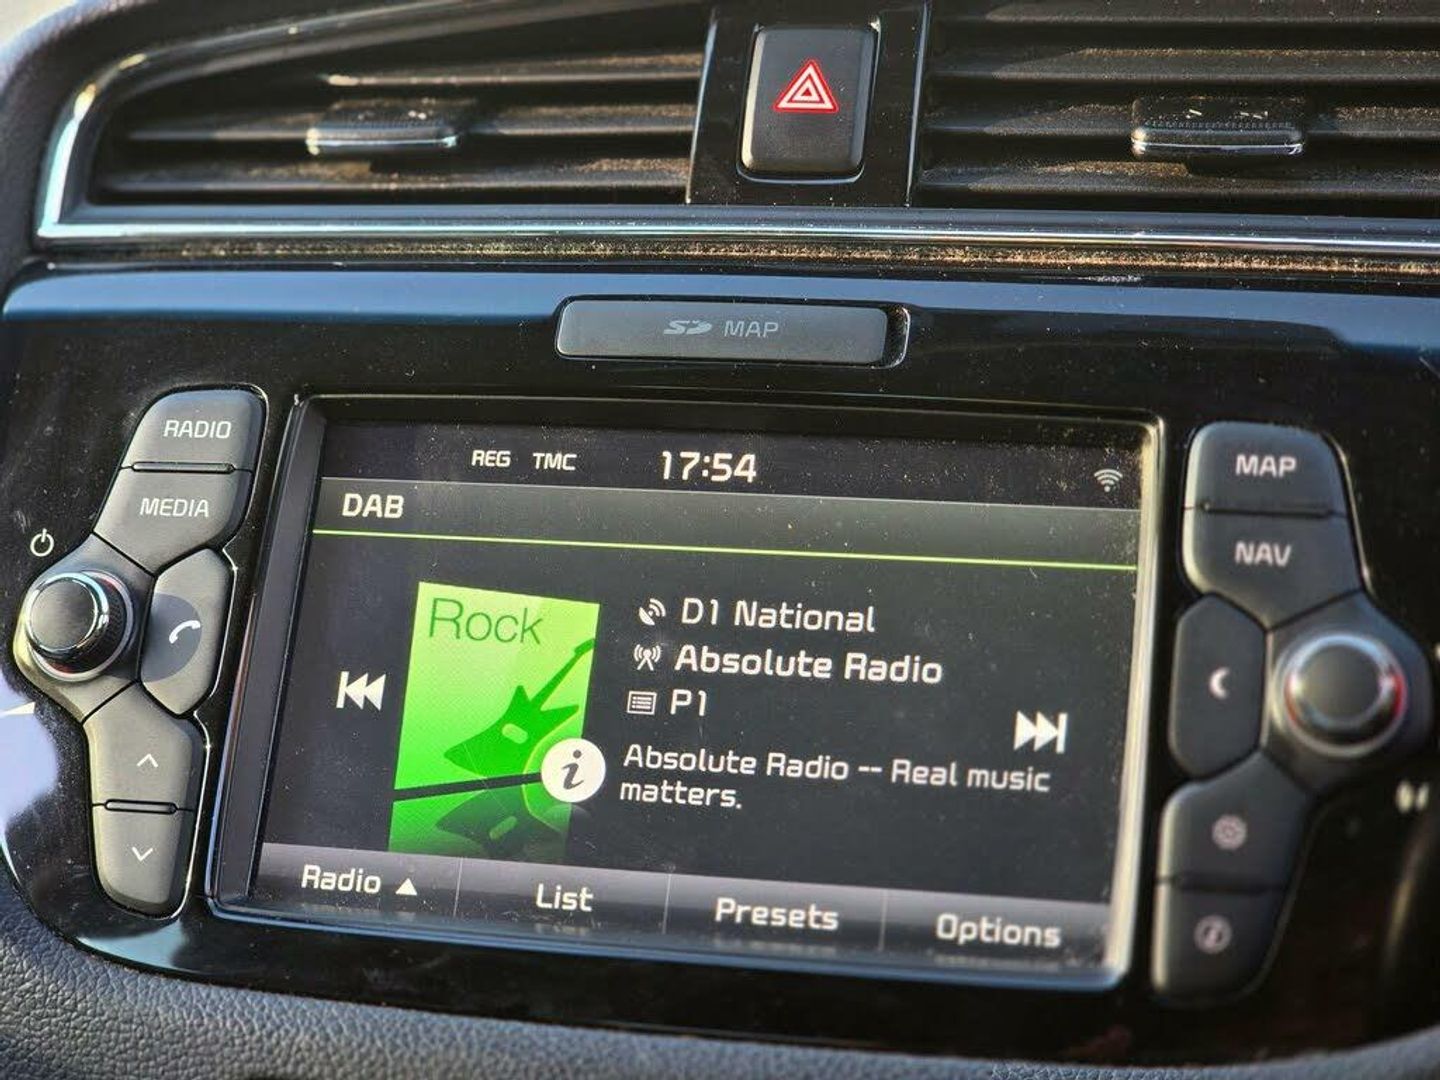 SD MAP
RADIO
MEDIA
MAP
NAV
REG TMC 17:54
DAB
Rock
D1 National
Absolute Radio
P1
i
Absolute Radio -- Real music
matters.
Radio ▲ List Presets Options